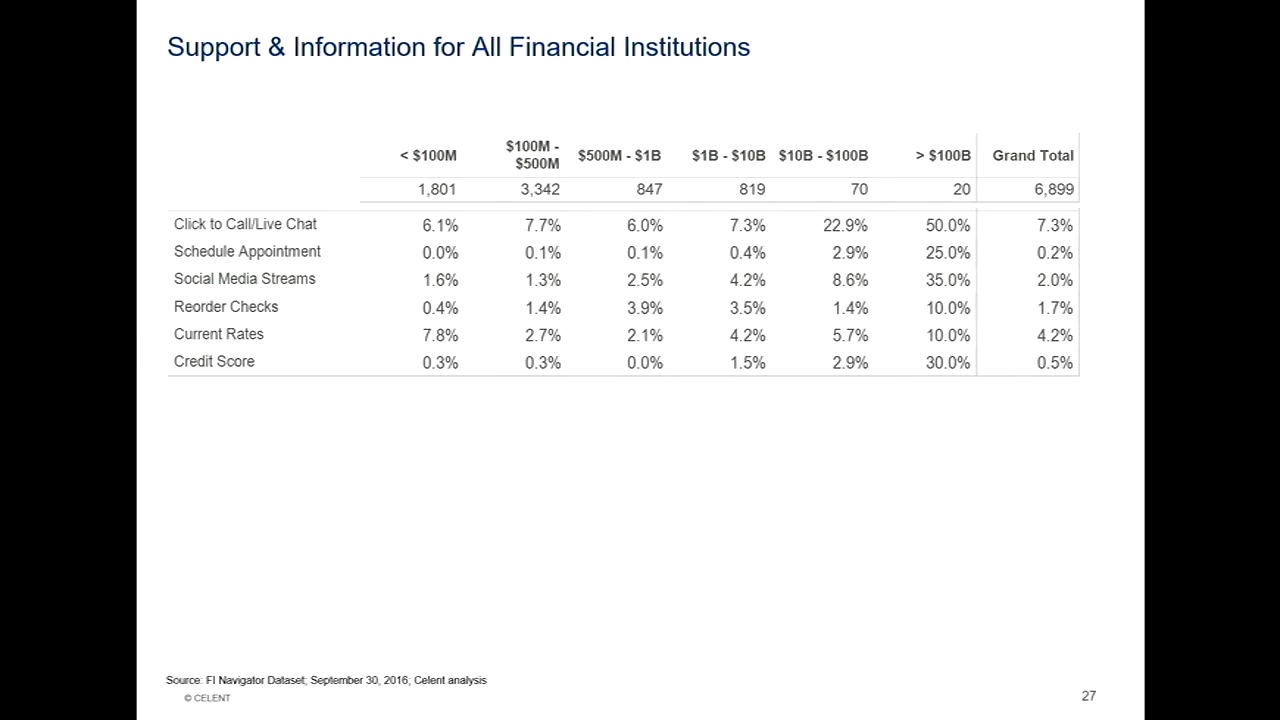 Support & Information for All Financial Institutions
< $100M $100M - $500M $500M - $1B $1B - $10B $10B - $100B > $100B Grand Total
1,801 3,342 847 819 70 20 6,899
Click to Call/Live Chat 6.1% 7.7% 6.0% 7.3% 22.9% 50.0% 7.3%
Schedule Appointment 0.0% 0.1% 0.1% 0.4% 2.9% 25.0% 0.2%
Social Media Streams 1.6% 1.3% 2.5% 4.2% 8.6% 35.0% 2.0%
Reorder Checks 0.4% 1.4% 3.9% 3.5% 1.4% 10.0% 1.7%
Current Rates 7.8% 2.7% 2.1% 4.2% 5.7% 10.0% 4.2%
Credit Score 0.3% 0.3% 0.0% 1.5% 2.9% 30.0% 0.5%
Source: FI Navigator Dataset; September 30, 2016; Celent analysis
© CELENT
27